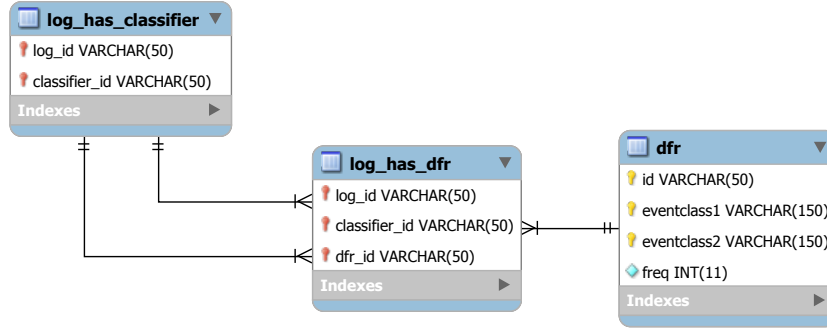 log_has_classifier
log_id VARCHAR(50)
classifier_id VARCHAR(50)
Indexes
log_has_dfr
log_id VARCHAR(50)
classifier_id VARCHAR(50)
dfr_id VARCHAR(50)
Indexes
dfr
id VARCHAR(50)
eventclass1 VARCHAR(150)
eventclass2 VARCHAR(150)
freq INT(11)
Indexes